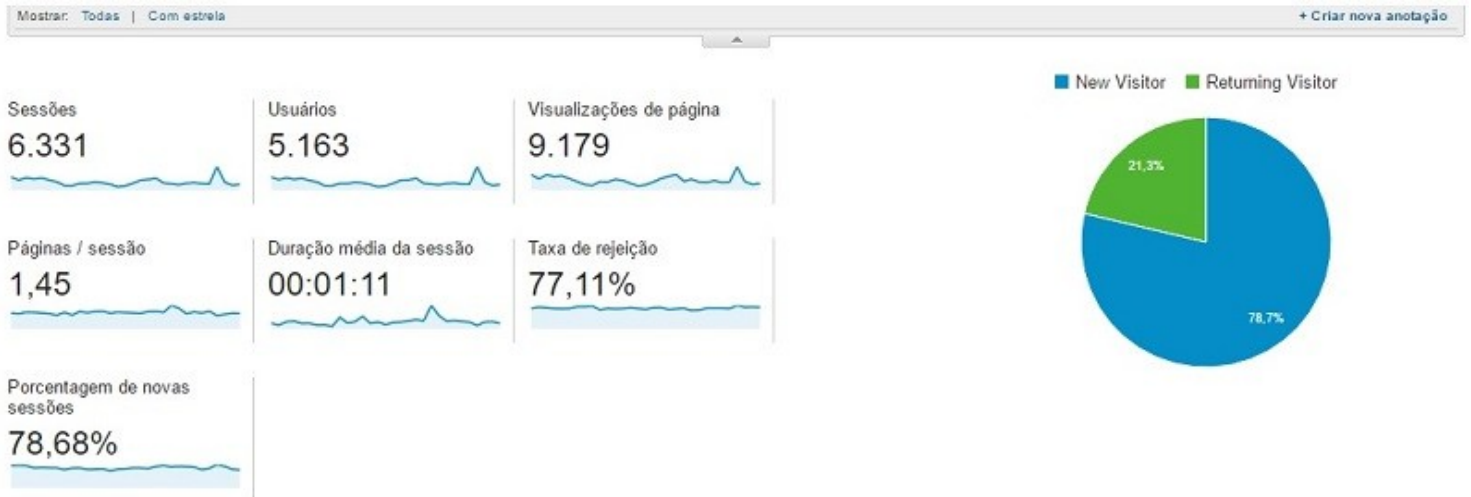 Mostrar: Todas | Com estrela
+ Criar nova anotação
New Visitor
Returning Visitor
Sessões
6.331
Usuários
5.163
Visualizações de página
9.179
Páginas / sessão
1,45
Duração média da sessão
00:01:11
Taxa de rejeição
77,11%
Porcentagem de novas
sessões
78,68%
21,3%
78,7%